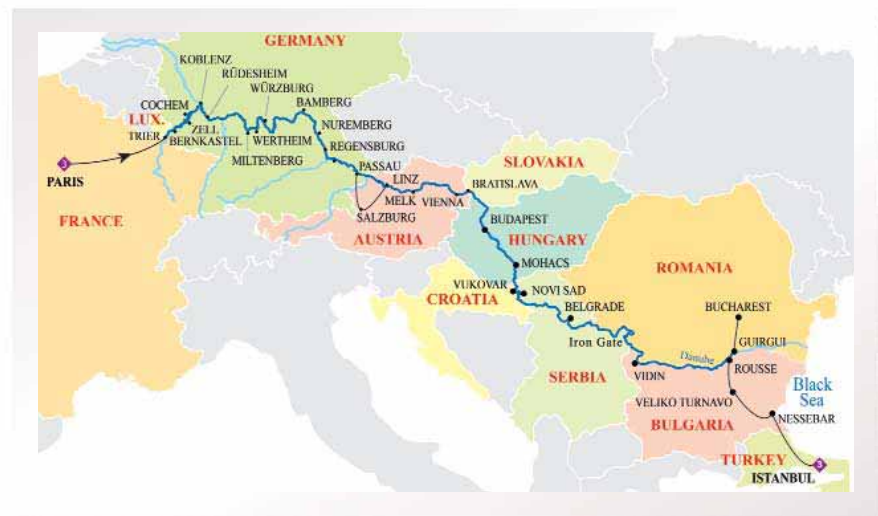 GERMANY
KOBLENZ
RÜDESHEIM
WÜRZBURG
COCHEM
BAMBERG
LUX.
ZELL
TRIER
BERNKASTEL
WERTHEIM
NUREMBERG
MILTENBERG
REGENSBURG
3
PARIS
PASSAU
SLOVAKIA
LINZ
BRATISLAVA
MELK
VIENNA
FRANCE
SALZBURG
BUDAPEST
AUSTRIA
HUNGARY
MOHACS
ROMANIA
VUKOVAR
NOVI SAD
CROATIA
BELGRADE
BUCHAREST
Iron Gate
GUIRGUI
Danube
ROUSSE
VIDIN
SERBIA
Black
Sea
VELIKO TURNAVO
NESSEBAR
BULGARIA
TURKEY
3
ISTANBUL